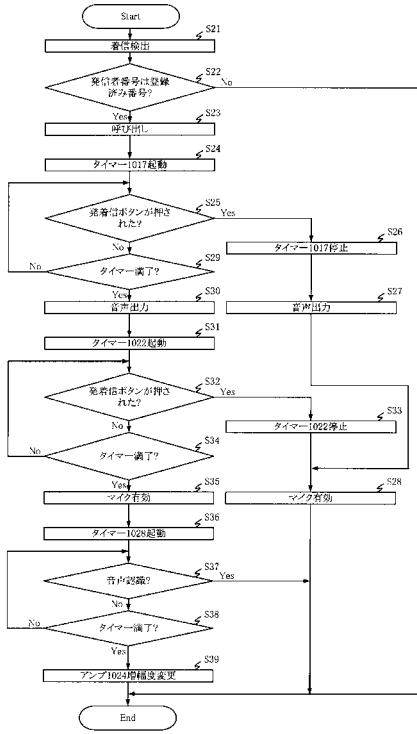 Start
S21
着信検出
S22
発信者番号は登録
済み番号?
No
Yes
S23
呼び出し
S24
タイマー1017起動
S25
発着信ボタンが押さ
れた?
Yes
No
S26
タイマー1017停止
S29
タイマー満了?
No
Yes
S30
音声出力
S27
音声出力
S31
タイマー1022起動
S32
発着信ボタンが押さ
れた?
Yes
No
S33
タイマー1022停止
S34
タイマー満了?
No
Yes
S35
マイク有効
S28
マイク有効
S36
タイマー1028起動
S37
音声認識?
Yes
No
S38
タイマー満了?
No
Yes
S39
アンプ1024増幅度変更
End